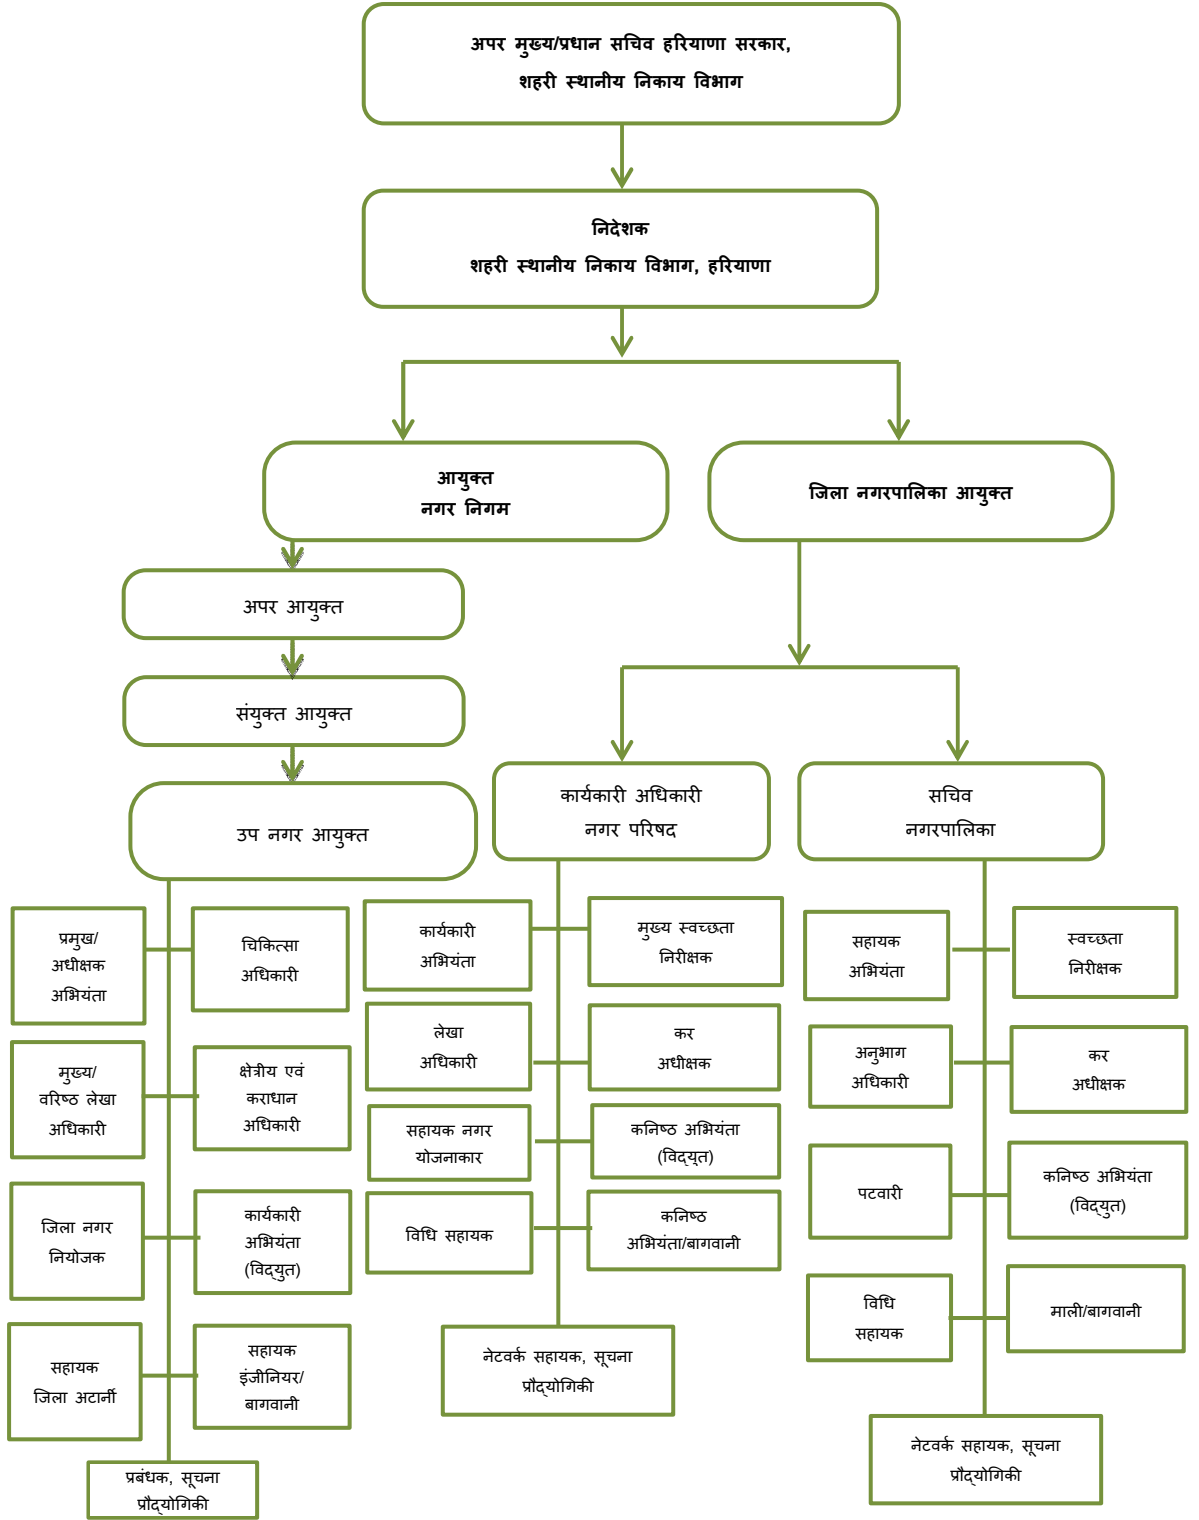 अपर मुख्य/प्रधान सचिव हरियाणा सरकार,
शहरी स्थानीय निकाय विभाग
निदेशक
शहरी स्थानीय निकाय विभाग, हरियाणा
आयुक्त
नगर निगम
जिला नगरपालिका आयुक्त
अपर आयुक्त
संयुक्त आयुक्त
उप नगर आयुक्त
कार्यकारी अधिकारी
नगर परिषद
सचिव
नगरपालिका
प्रमुख/
अधीक्षक
अभियंता
चिकित्सा
अधिकारी
मुख्य/
वरिष्ठ लेखा
अधिकारी
क्षेत्रीय एवं
कराधान
अधिकारी
जिला नगर
नियोजक
कार्यकारी
अभियंता
(विद्युत)
सहायक
जिला अटार्नी
सहायक
इंजीनियर/
बागवानी
प्रबंधक, सूचना
प्रौद्योगिकी
कार्यकारी
अभियंता
मुख्य स्वच्छता
निरीक्षक
लेखा
अधिकारी
कर
अधीक्षक
सहायक नगर
योजनाकार
कनिष्ठ अभियंता
(विद्युत)
विधि सहायक
कनिष्ठ
अभियंता/बागवानी
नेटवर्क सहायक, सूचना
प्रौद्योगिकी
सहायक
अभियंता
स्वच्छता
निरीक्षक
अनुभाग
अधिकारी
कर
अधीक्षक
पटवारी
कनिष्ठ अभियंता
(विद्युत)
विधि
सहायक
माली/बागवानी
नेटवर्क सहायक, सूचना
प्रौद्योगिकी